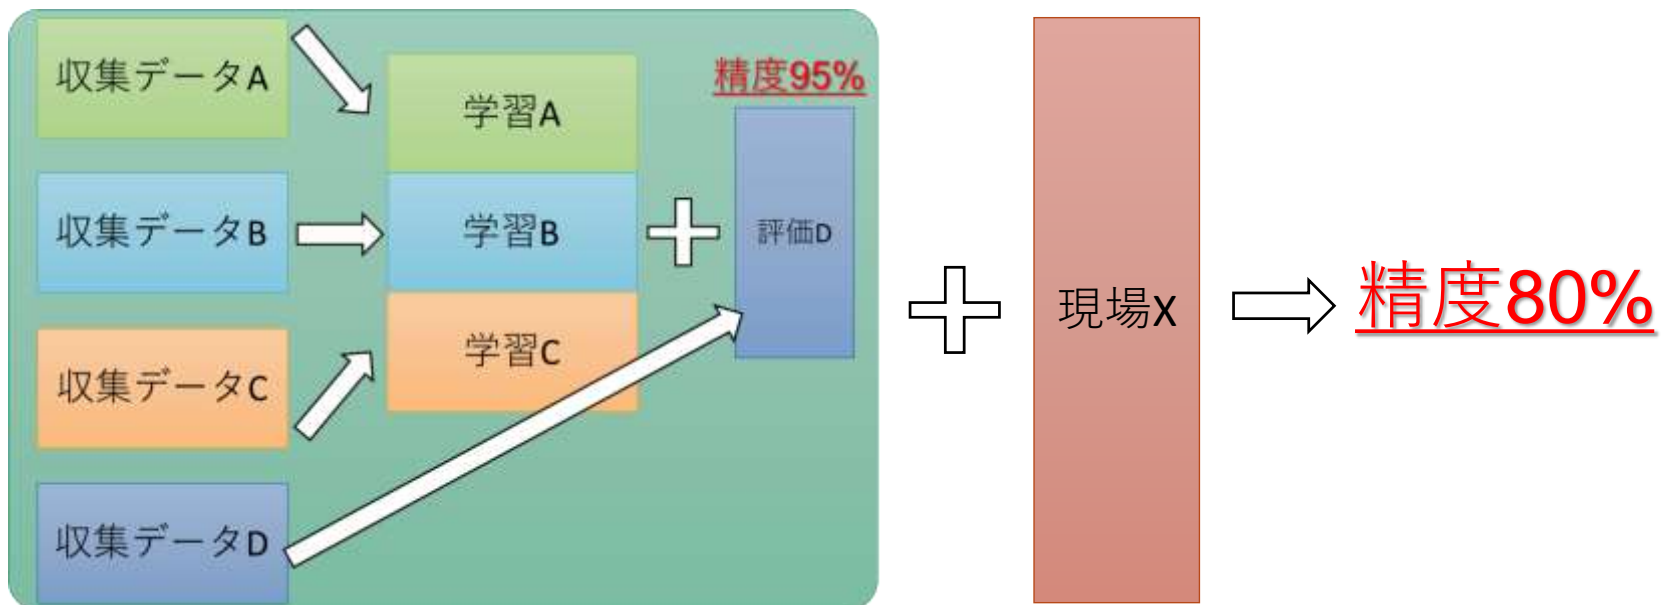 収集データA
収集データB
収集データC
収集データD
学習A
学習B
学習C
精度95%
評価D
現場X
精度80%